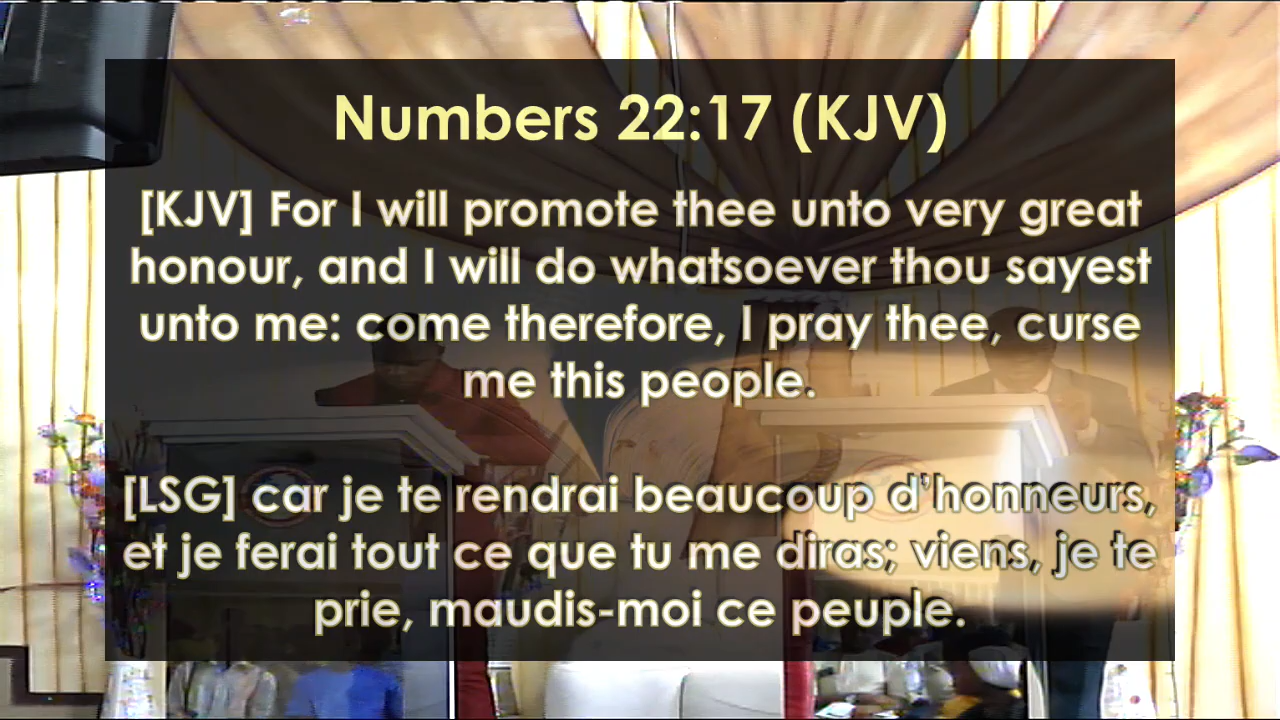 Numbers 22:17 (KJV)
[KJV] For I will promote thee unto very great
honour, and I will do whatsoever thou sayest
unto me: come therefore, I pray thee, curse
me this people.
[LSG] car je te rendrai beaucoup d'honneurs,
et je ferai tout ce que tu me diras; viens, je te
prie, maudis-moi ce peuple.